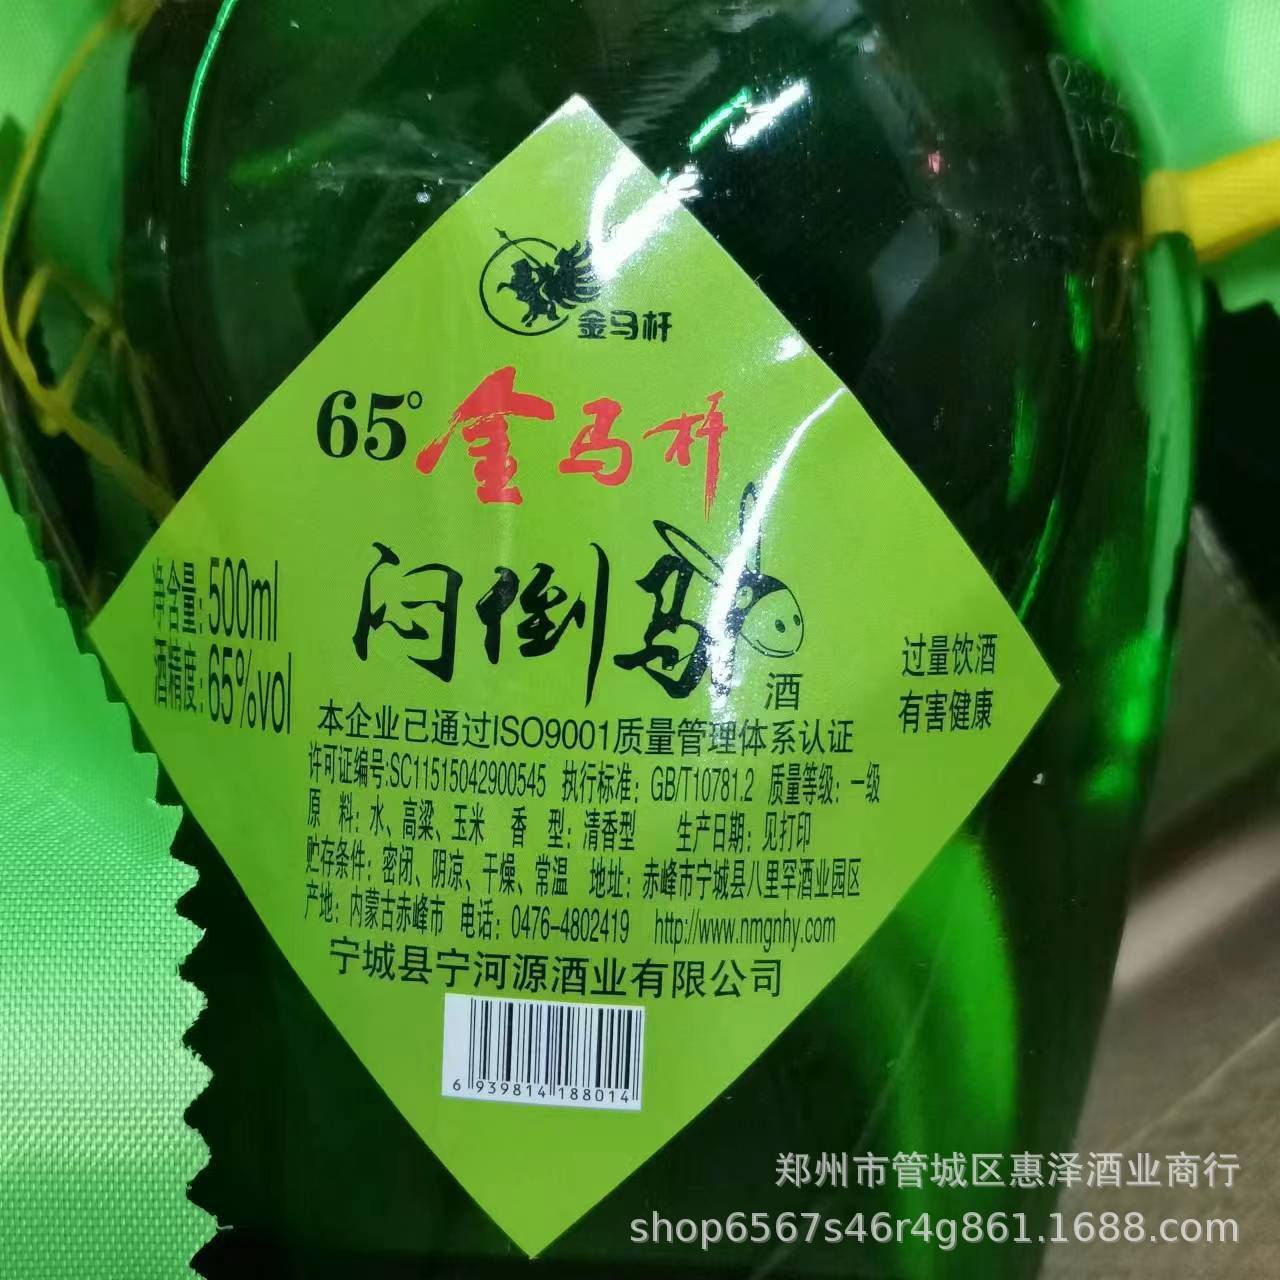 金马杆
65°金马杆
闷倒驴
酒
净含量:500ml
酒精度:65%vol
过量饮酒
有害健康
本企业已通过ISO9001质量管理体系认证
许可证编号:SC11515042900545 执行标准: GB/T10781.2 质量等级: 一级
原 料: 水、高粱、玉米 香 型: 清香型 生产日期: 见打印
贮存条件: 密闭、阴凉、干燥、常温 地址: 赤峰市宁城县八里罕酒业园区
产地: 内蒙古赤峰市 电话: 0476-4802419 http://www.nmgnhy.com
宁城县宁河源酒业有限公司
6 939814 188014
郑州市管城区惠泽酒业商行
shop6567s46r4g861.1688.com